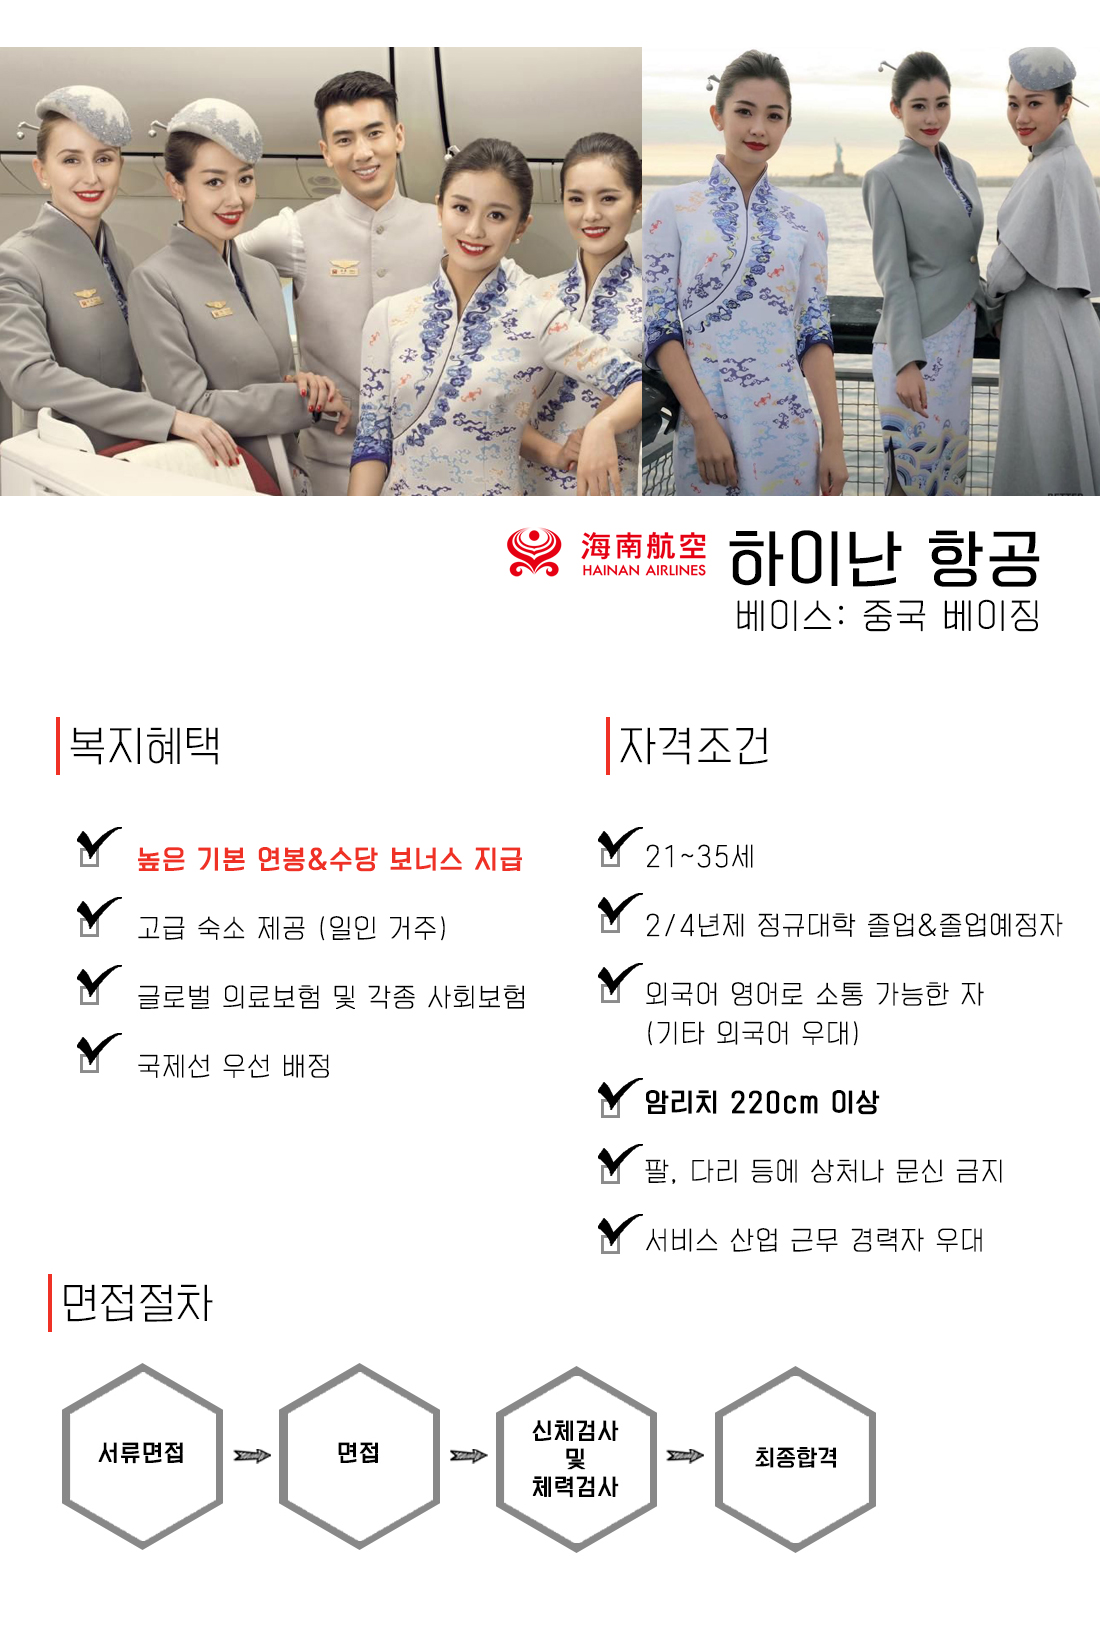 海南航空
HAINAN AIRLINES
하이난 항공
베이스: 중국 베이징
복지혜택
높은 기본 연봉&수당 보너스 지급
고급 숙소 제공 (일인 거주)
글로벌 의료보험 및 각종 사회보험
국제선 우선 배정
자격조건
21~35세
2/4년제 정규대학 졸업&졸업예정자
외국어 영어로 소통 가능한 자
(기타 외국어 우대)
암리치 220cm 이상
팔, 다리 등에 상처나 문신 금지
서비스 산업 근무 경력자 우대
면접절차
서류면접
면접
신체검사
및
체력검사
최종합격